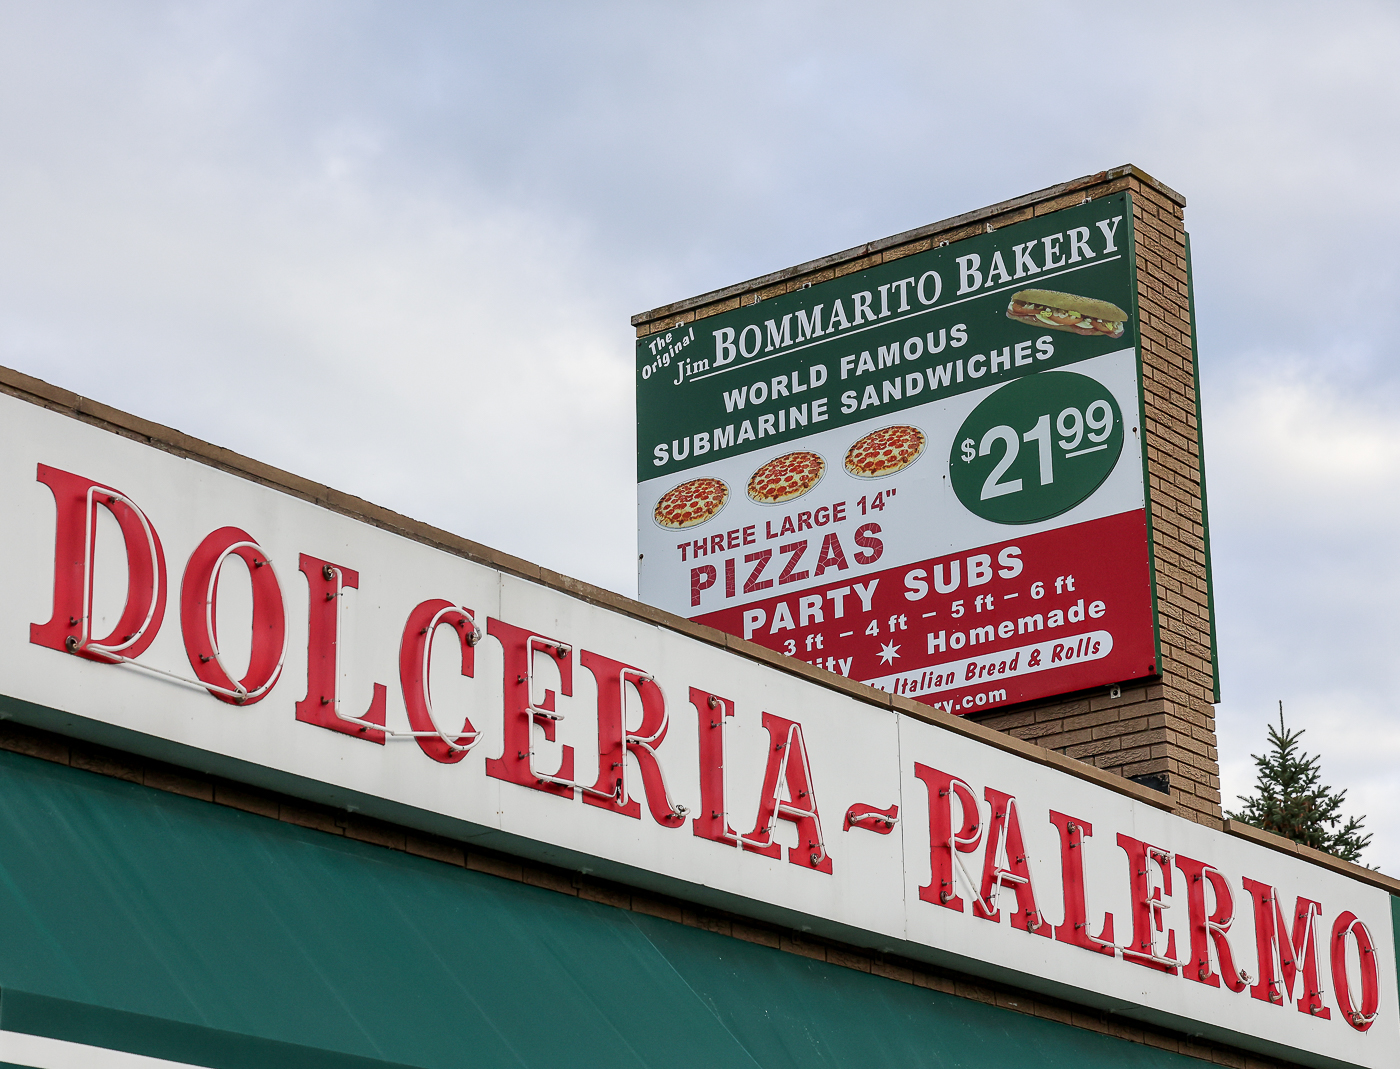 The Original Jim BOMMARITO BAKERY
WORLD FAMOUS
SUBMARINE SANDWICHES
$21.99
THREE LARGE 14"
PIZZAS
PARTY SUBS
3 ft – 4 ft – 5 ft – 6 ft
Homemade
Italian Bread & Rolls
.com
DOLCERIA~PALERMO